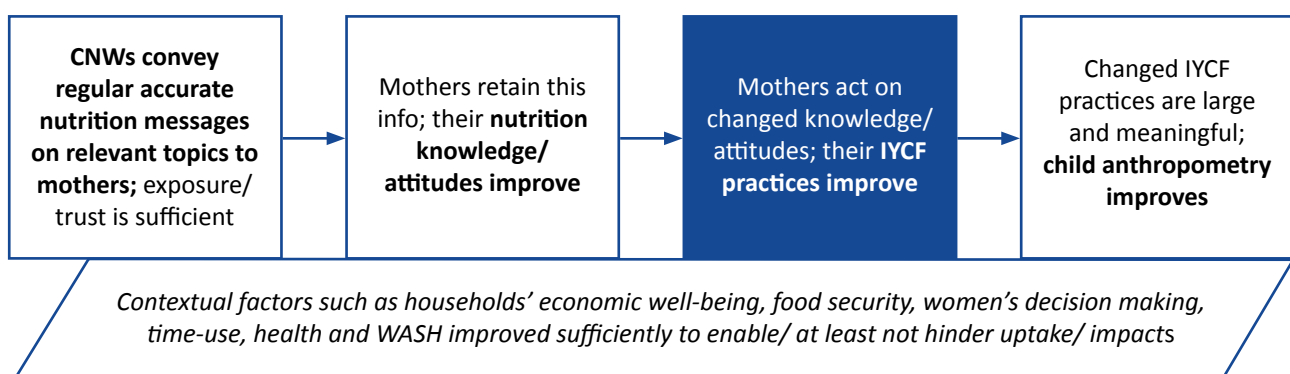 CNWs convey
regular accurate
nutrition messages
on relevant topics to
mothers; exposure/
trust is sufficient
Mothers retain this
info; their nutrition
knowledge/
attitudes improve
Mothers act on
changed knowledge/
attitudes; their IYCF
practices improve
Changed IYCF
practices are large
and meaningful;
child anthropometry
improves
Contextual factors such as households’ economic well-being, food security, women’s decision making,
time-use, health and WASH improved sufficiently to enable/ at least not hinder uptake/ impacts